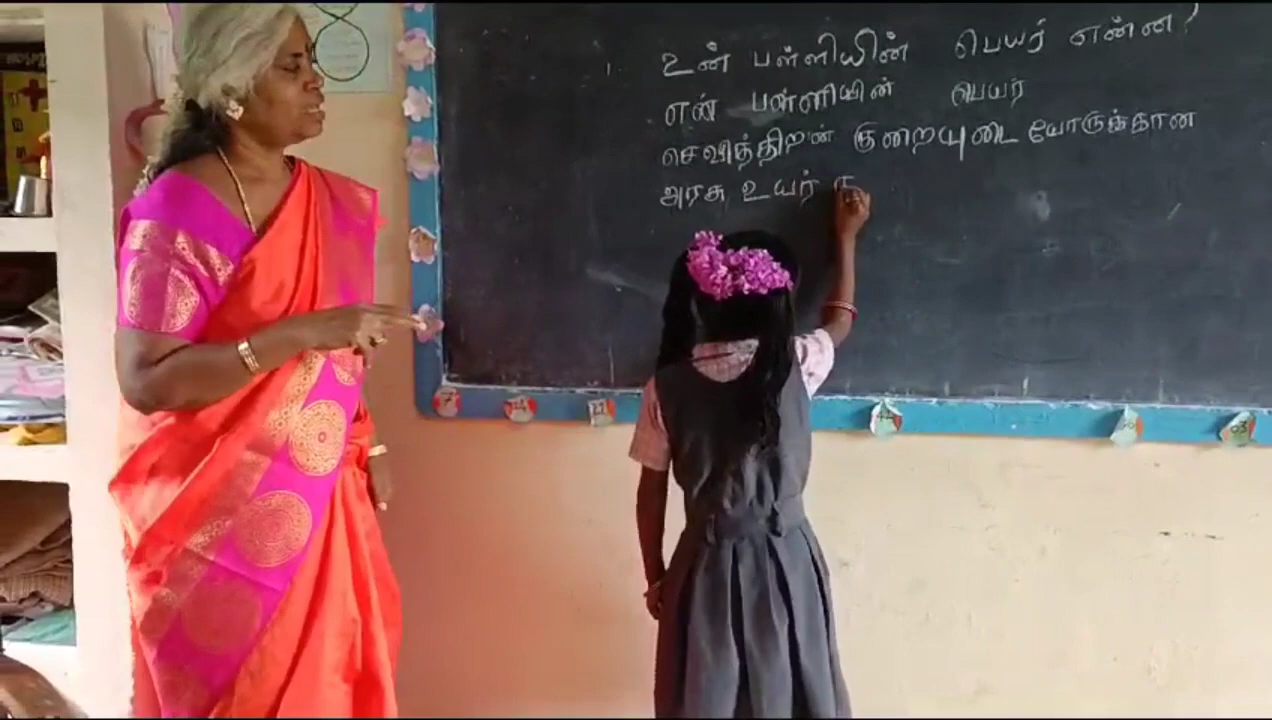 உன் பள்ளியின் பெயர் என்ன?
என் பள்ளியின் பெயர்
செவித்திறன் குறையுடையோருக்கான
அரசு உயர்